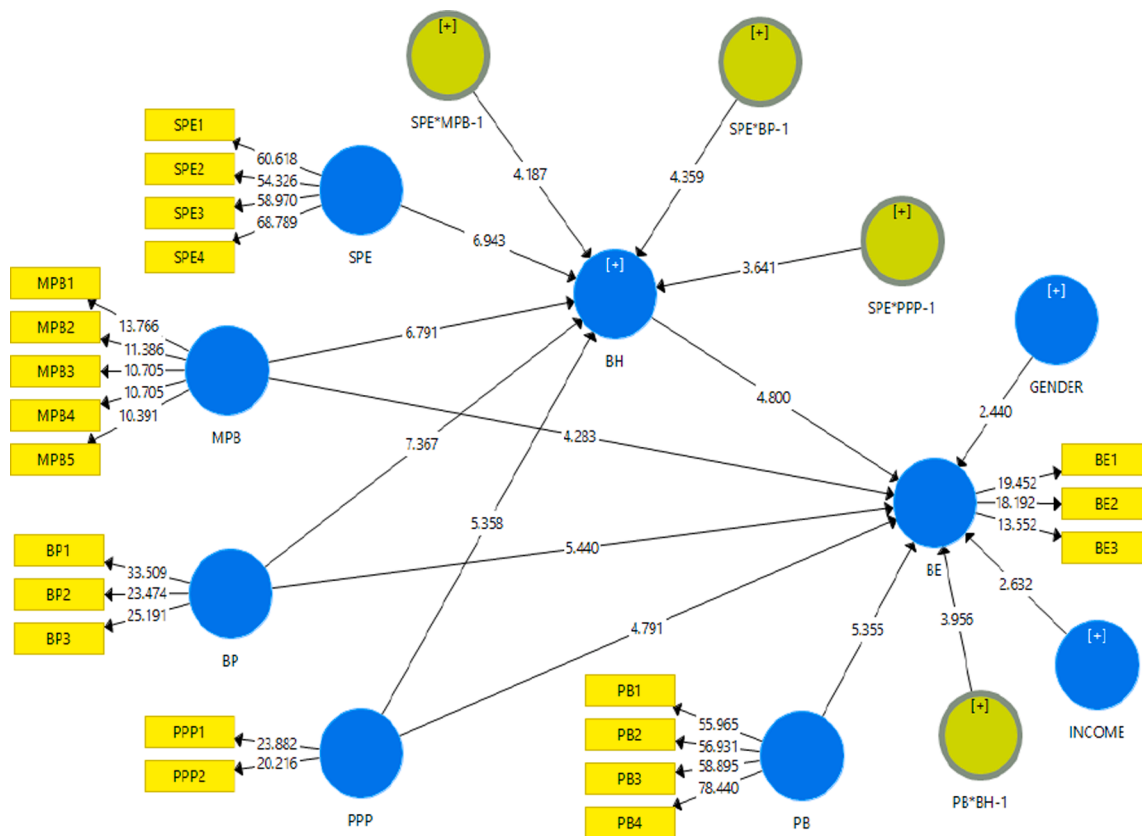 [+]
SPE*MPB-1
[+]
SPE*BP-1
SPE1
SPE2
SPE3
SPE4
60.618
54.326
58.970
68.789
SPE
4.187
4.359
[+]
SPE*PPP-1
6.943
3.641
[+]
BH
[+]
GENDER
MPB1
MPB2
MPB3
MPB4
MPB5
13.766
11.386
10.705
10.705
10.391
MPB
6.791
4.283
4.800
2.440
7.367
5.358
BE1
BE2
BE3
19.452
18.192
13.552
BE
BP1
BP2
BP3
33.509
23.474
25.191
BP
5.440
4.791
5.355
3.956
2.632
[+]
INCOME
PPP1
PPP2
23.882
20.216
PPP
PB1
PB2
PB3
PB4
55.965
56.931
58.895
78.440
PB
[+]
PB*BH-1